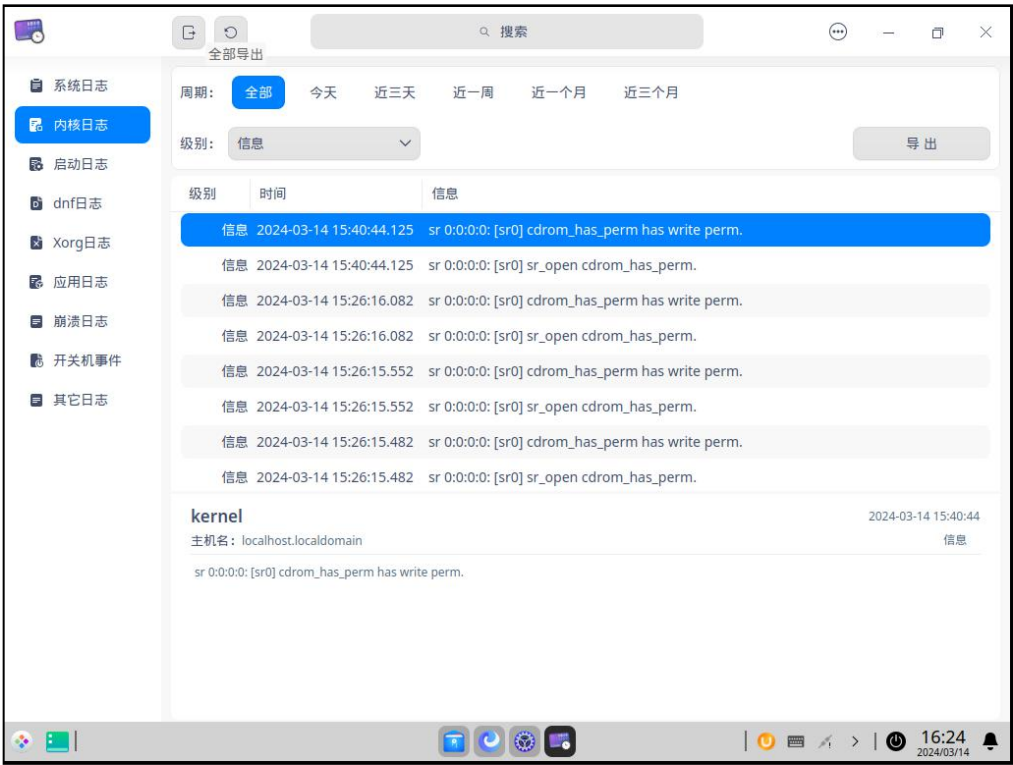 搜索
全部导出
系统日志
内核日志
启动日志
dnf日志
Xorg日志
应用日志
崩溃日志
开关机事件
其它日志
周期: 全部 今天 近三天 近一周 近一个月 近三个月
级别: 信息 导出
级别 时间 信息
信息 2024-03-14 15:40:44.125 sr 0:0:0:0: [sr0] cdrom_has_perm has write perm.
信息 2024-03-14 15:40:44.125 sr 0:0:0:0: [sr0] sr_open cdrom_has_perm.
信息 2024-03-14 15:26:16.082 sr 0:0:0:0: [sr0] cdrom_has_perm has write perm.
信息 2024-03-14 15:26:16.082 sr 0:0:0:0: [sr0] sr_open cdrom_has_perm.
信息 2024-03-14 15:26:15.552 sr 0:0:0:0: [sr0] cdrom_has_perm has write perm.
信息 2024-03-14 15:26:15.552 sr 0:0:0:0: [sr0] sr_open cdrom_has_perm.
信息 2024-03-14 15:26:15.482 sr 0:0:0:0: [sr0] cdrom_has_perm has write perm.
信息 2024-03-14 15:26:15.482 sr 0:0:0:0: [sr0] sr_open cdrom_has_perm.
kernel 2024-03-14 15:40:44
主机名: localhost.localdomain 信息
sr 0:0:0:0: [sr0] cdrom_has_perm has write perm.
16:24
2024/03/14